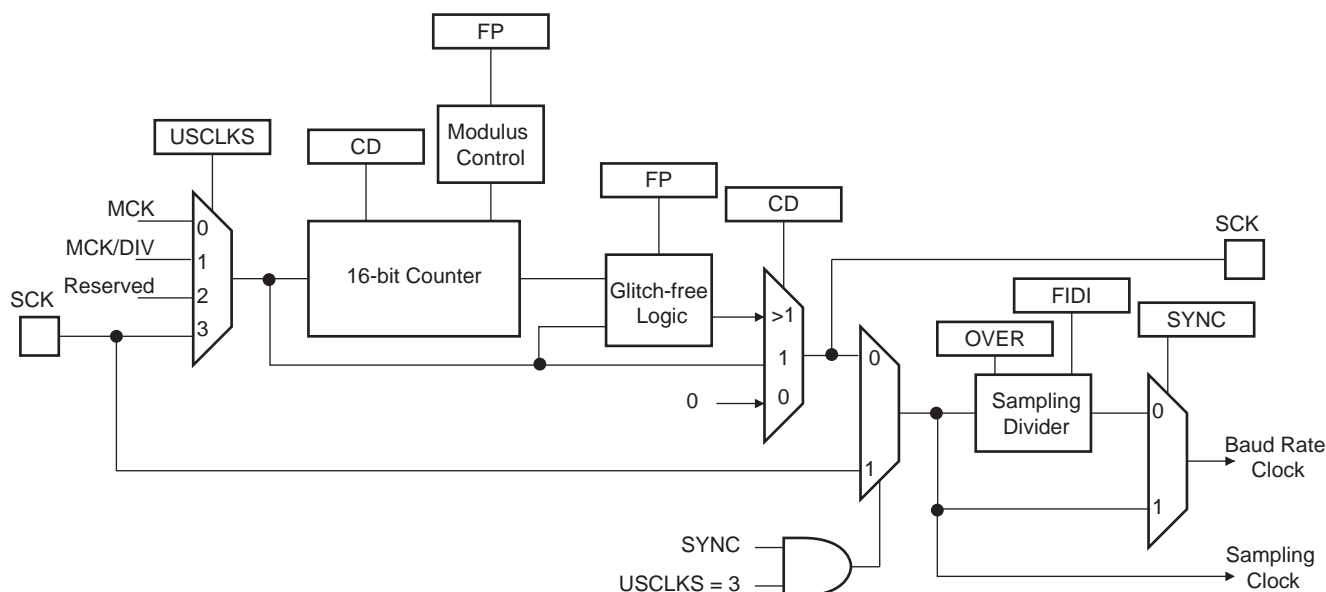 FP
USCLKS
CD
Modulus
Control
FP
CD
MCK
0
MCK/DIV
1
Reserved
2
SCK
3
16-bit Counter
Glitch-free
Logic
>1
1
0
0
SCK
FIDI
OVER
SYNC
0
1
Sampling
Divider
0
1
Baud Rate
Clock
SYNC
USCLKS = 3
Sampling
Clock